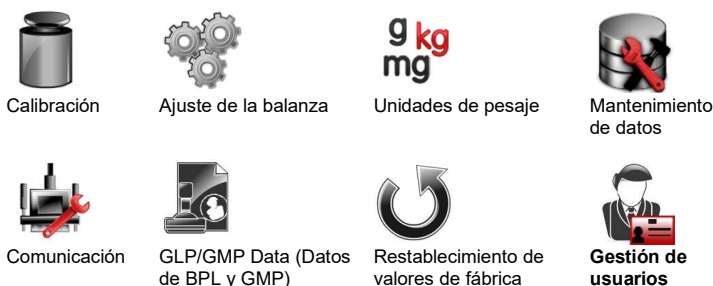 g kg
mg
Calibración
Ajuste de la balanza
Unidades de pesaje
Mantenimiento
de datos
Comunicación
GLP/GMP Data (Datos
de BPL y GMP)
Restablecimiento de
valores de fábrica
Gestión de
usuarios